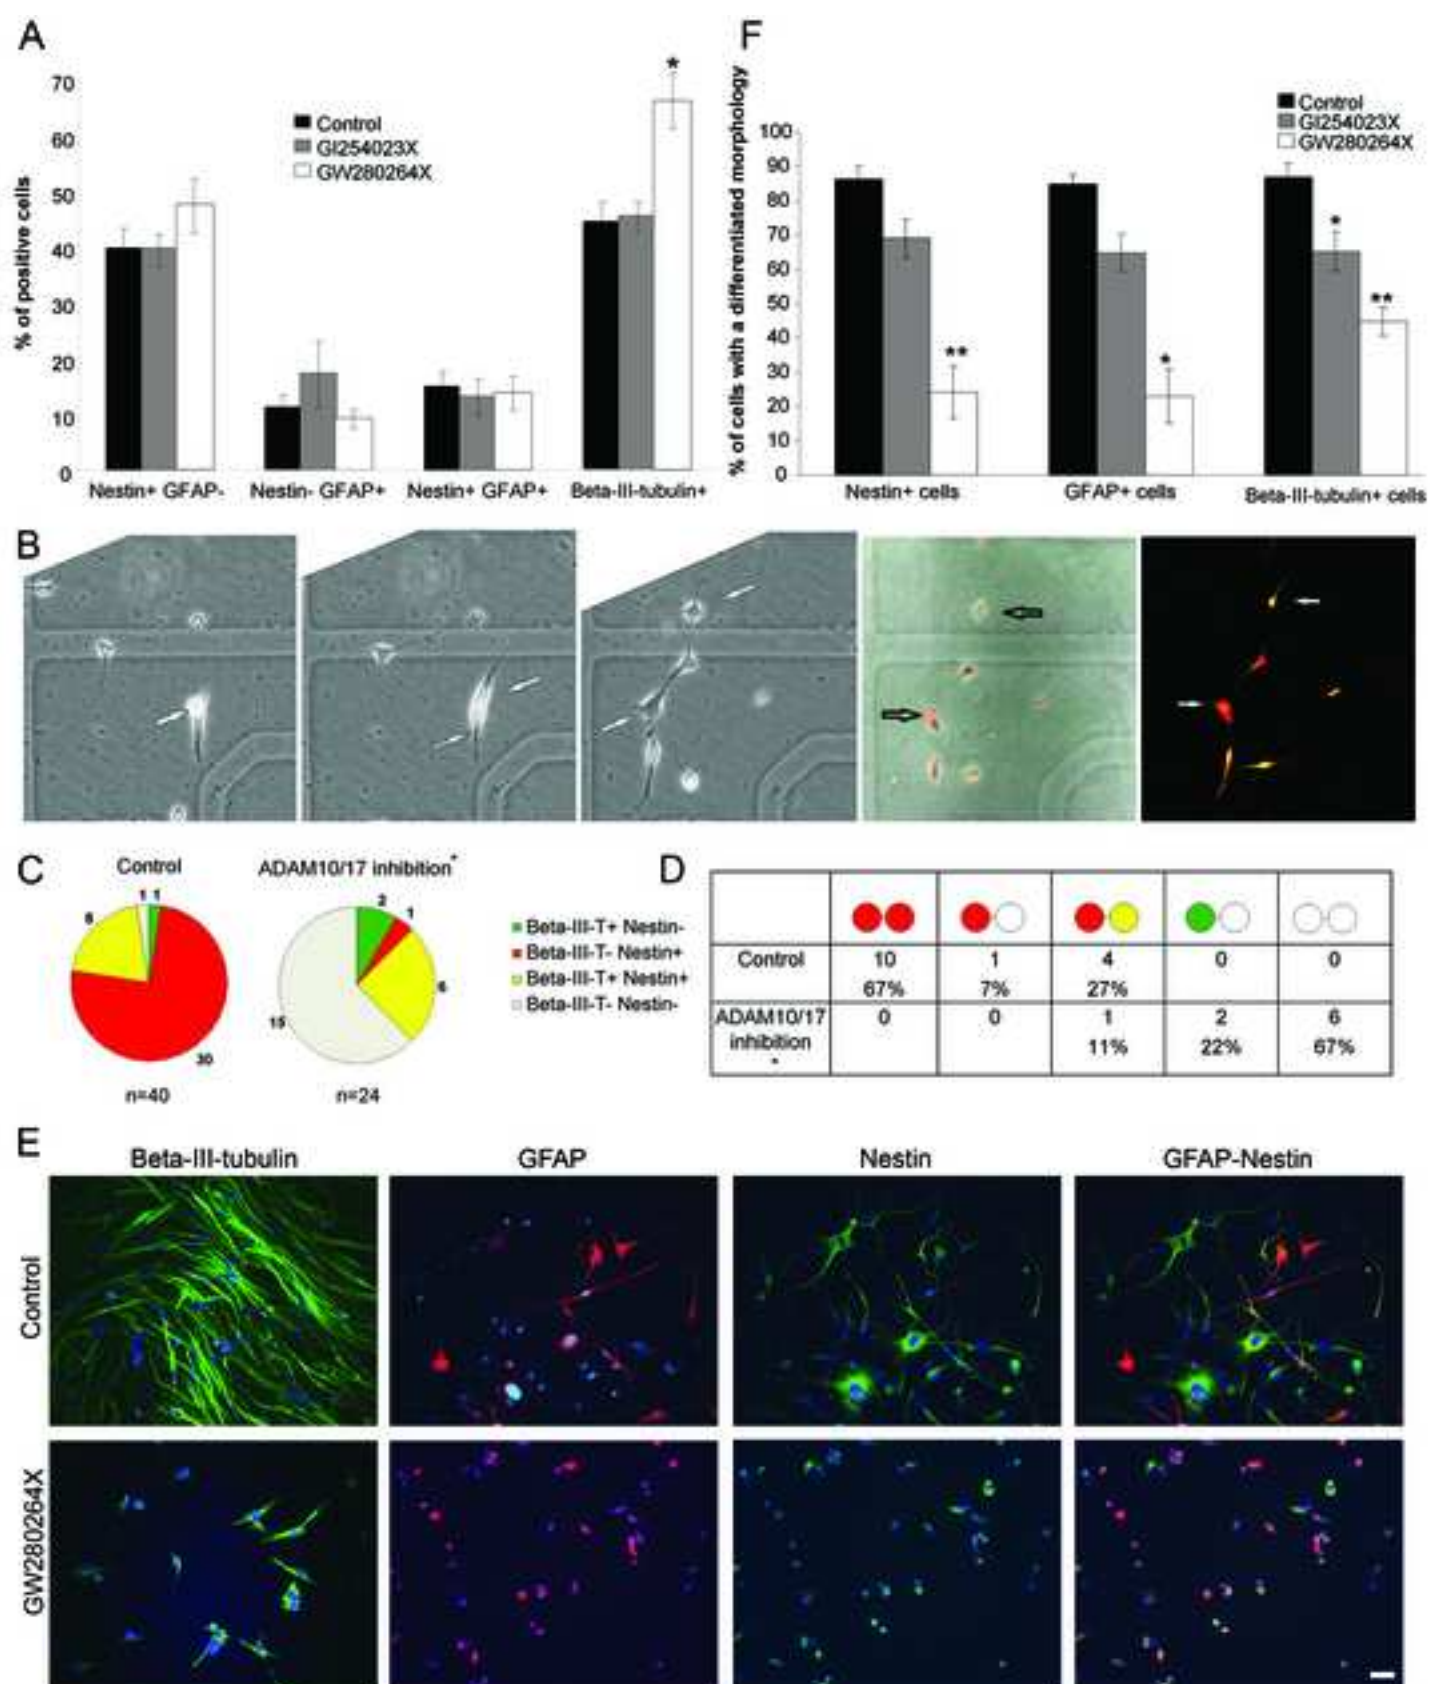 A
% of positive cells
70
60
50
40
30
20
10
0
Control
GI254023X
GW280264X
*
Nestin+ GFAP-
Nestin- GFAP+
Nestin+ GFAP+
Beta-III-tubulin+
F
% of cells with a differentiated morphology
100
90
80
70
60
50
40
30
20
10
0
Control
GI254023X
GW280264X
**
*
*
**
Nestin+ cells
GFAP+ cells
Beta-III-tubulin+ cells
B
C
Control
1 1
8
30
n=40
ADAM10/17 inhibition*
2
1
6
15
n=24
Beta-III-T+ Nestin-
Beta-III-T- Nestin+
Beta-III-T+ Nestin+
Beta-III-T- Nestin-
D
Control 10 1 4 0 0
67% 7% 27%
ADAM10/17 0 0 1 2 6
inhibition 11% 22% 67%
*
E
Beta-III-tubulin GFAP Nestin GFAP-Nestin
Control
GW280264X